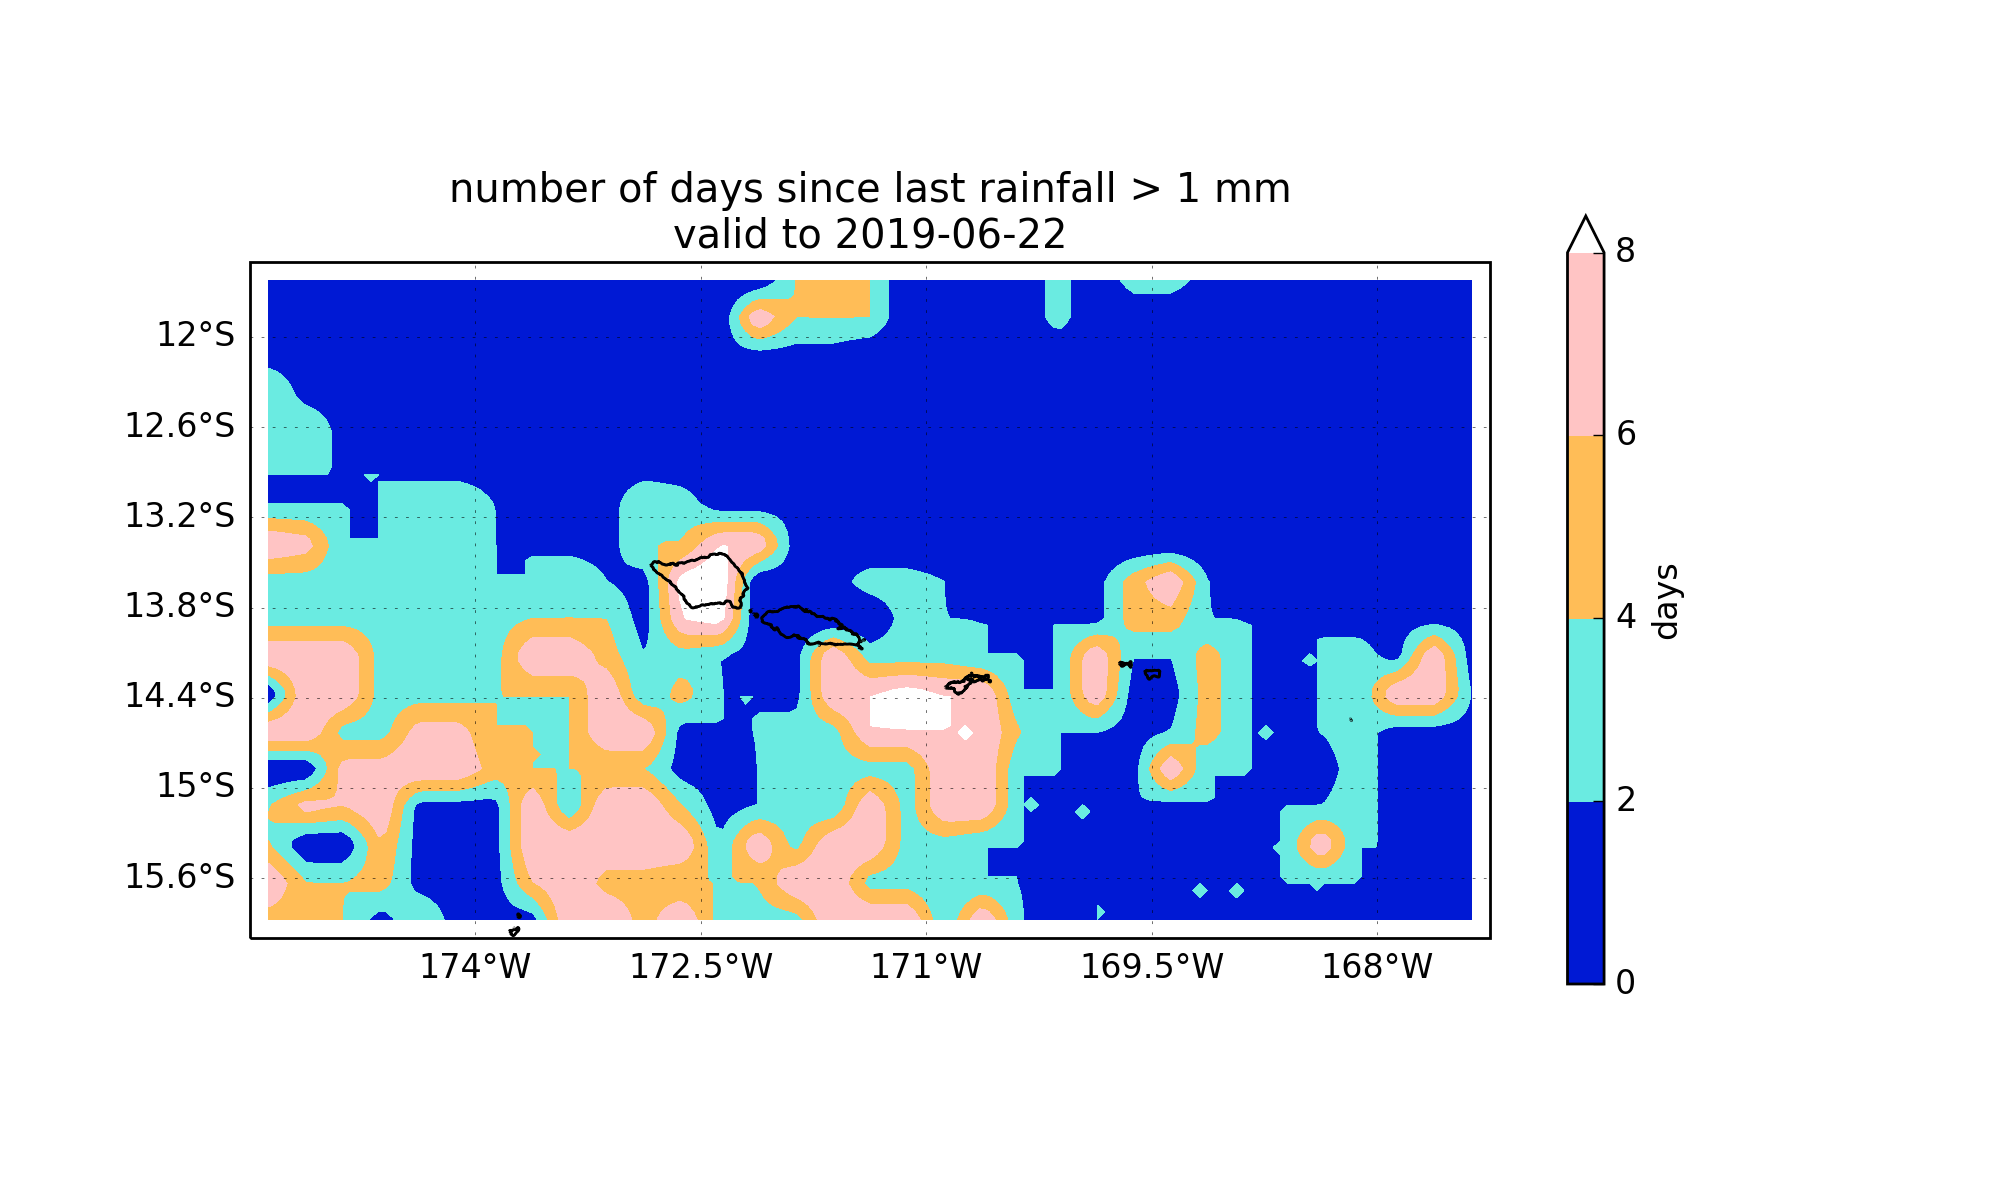 number of days since last rainfall > 1 mm
valid to 2019-06-22
12°S
12.6°S
13.2°S
13.8°S
14.4°S
15°S
15.6°S
174°W
172.5°W
171°W
169.5°W
168°W
8
6
4
2
0
days